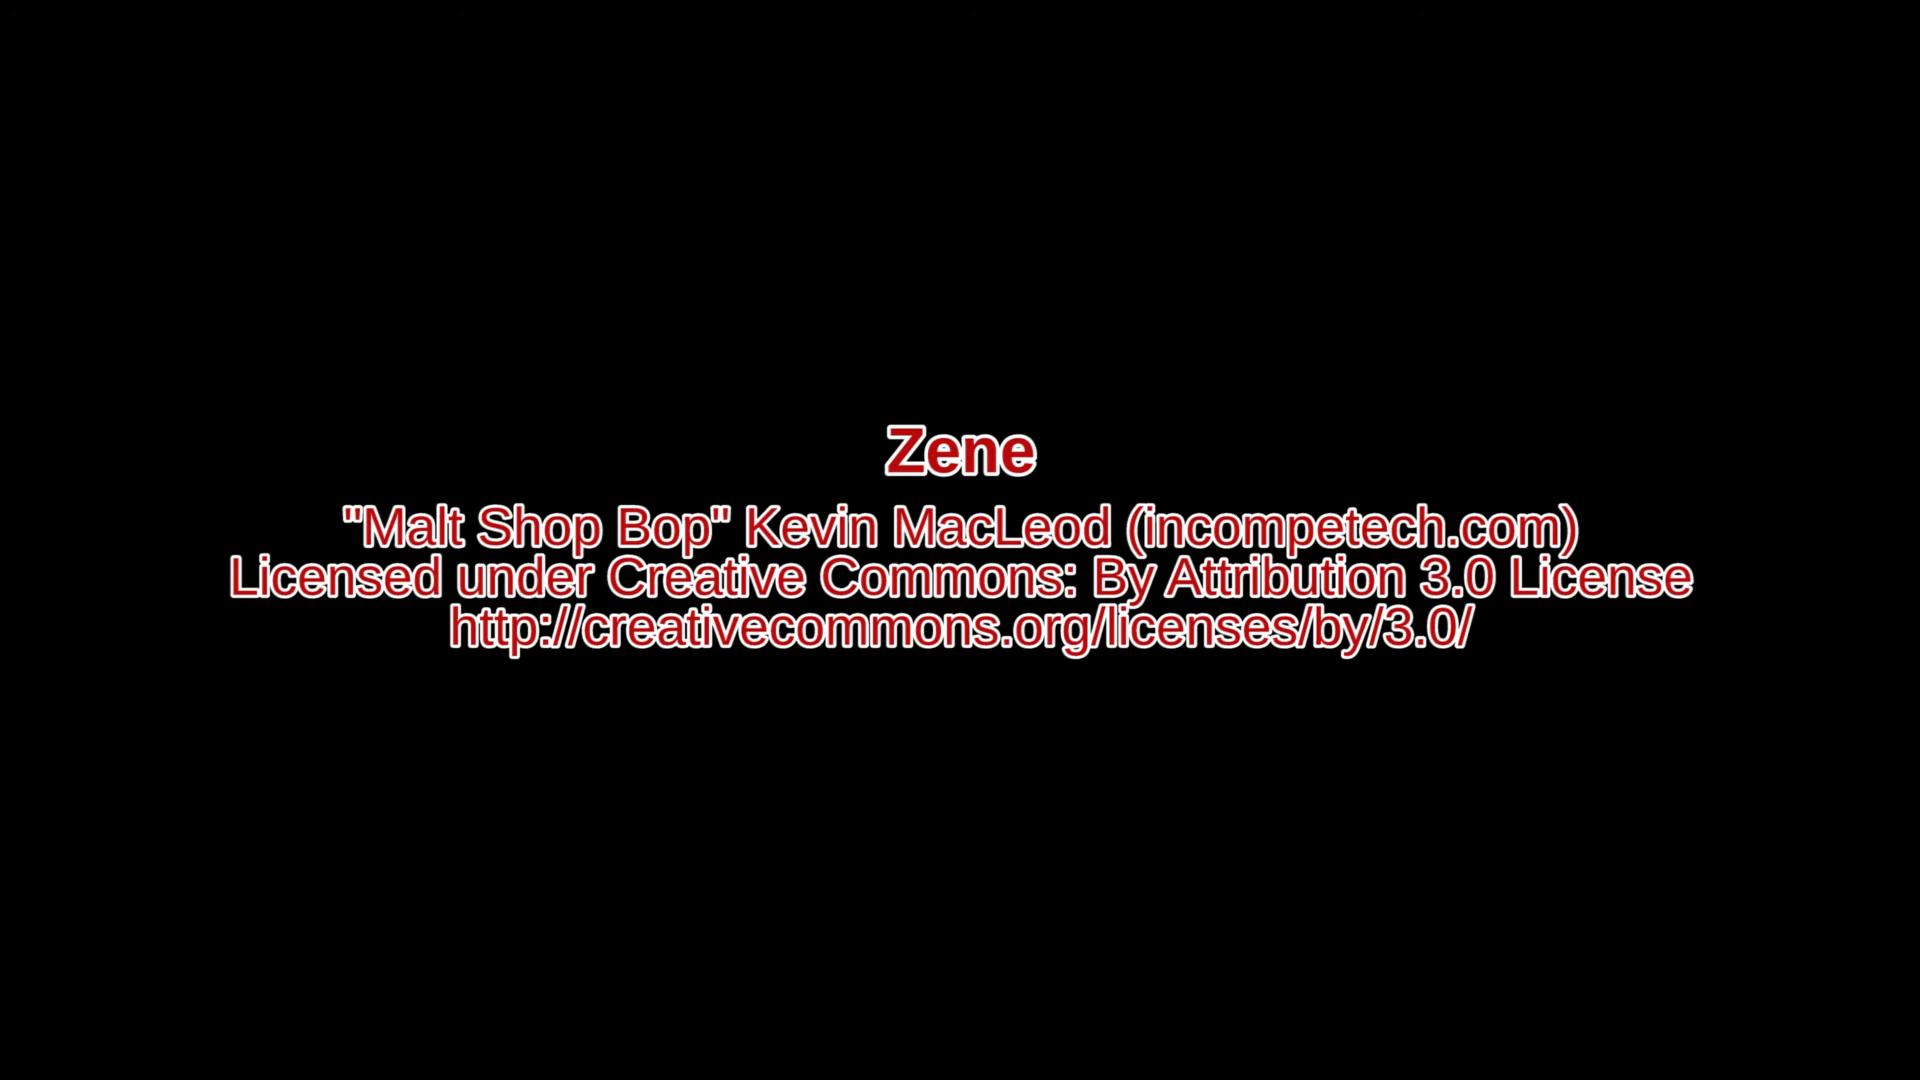 Zene
"Malt Shop Bop" Kevin MacLeod (incompetech.com)
Licensed under Creative Commons: By Attribution 3.0 License
http://creativecommons.org/licenses/by/3.0/